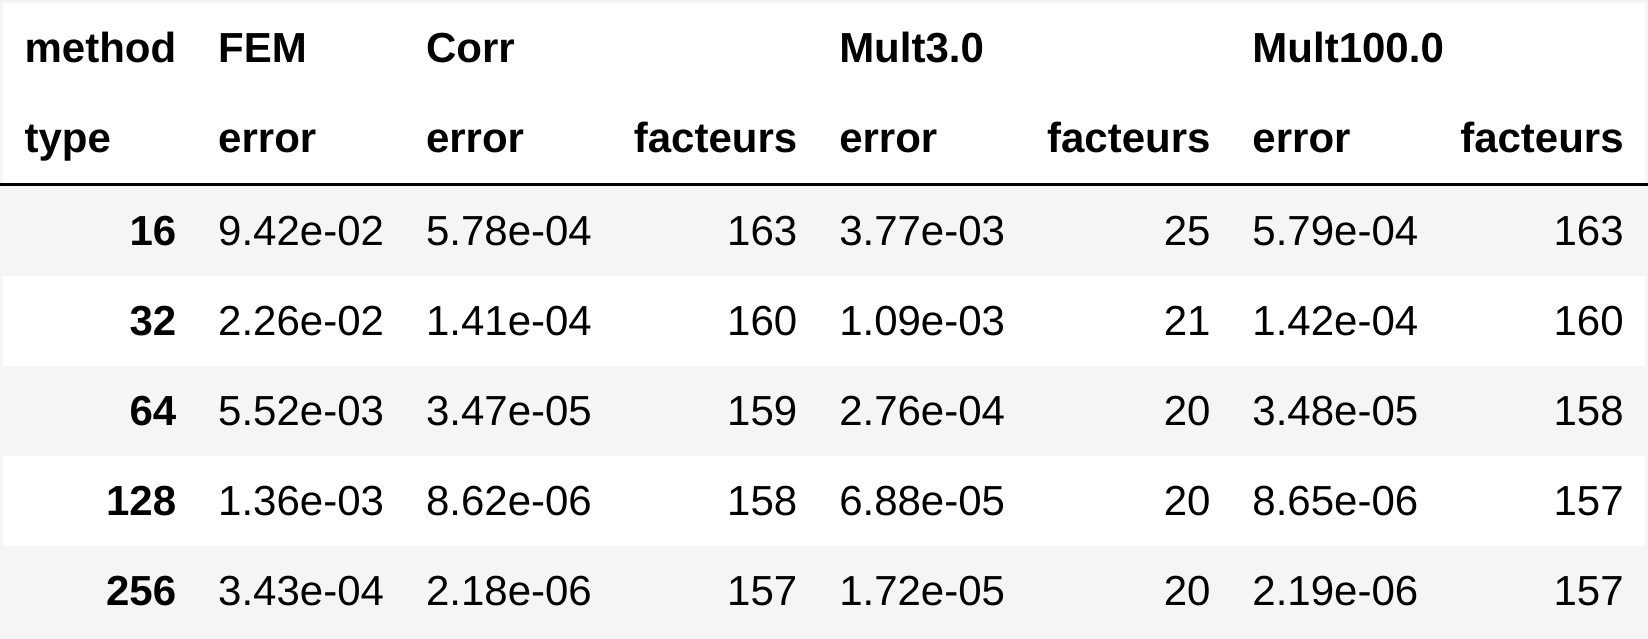 method FEM Corr Mult3.0 Mult100.0
type error error facteurs error facteurs error facteurs
16 9.42e-02 5.78e-04 163 3.77e-03 25 5.79e-04 163
32 2.26e-02 1.41e-04 160 1.09e-03 21 1.42e-04 160
64 5.52e-03 3.47e-05 159 2.76e-04 20 3.48e-05 158
128 1.36e-03 8.62e-06 158 6.88e-05 20 8.65e-06 157
256 3.43e-04 2.18e-06 157 1.72e-05 20 2.19e-06 157